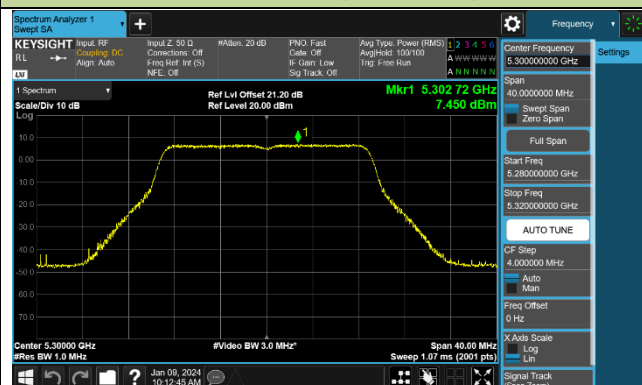 Spectrum Analyzer 1
Swept SA
Frequency
KEYSIGHT
Input: RF
Input Z: 50 Ω
#Atten: 20 dB
PNO: Fast
Avg Type: Power (RMS)
1 2 3 4 5 6
RL
Coupling: DC
Corrections: Off
Gate: Off
Avg|Hold: 100/100
A W W W W W
Align: Auto
Freq Ref: Int (S)
IF Gain: Low
Trig: Free Run
NFE: Off
Sig Track: Off
A N N N N N
LXI
1 Spectrum
Ref Lvl Offset 21.20 dB
Mkr1 5.302 72 GHz
Scale/Div 10 dB
Ref Level 20.00 dBm
7.450 dBm
Log
1
10.0
0.00
-10.0
-20.0
-30.0
-40.0
-50.0
-60.0
-70.0
Center 5.30000 GHz
#Video BW 3.0 MHz*
Span 40.00 MHz
#Res BW 1.0 MHz
Sweep 1.07 ms (2001 pts)
Jan 09, 2024
10:12:45 AM
Center Frequency
5.300000000 GHz
Settings
Span
40.0000000 MHz
Swept Span
Zero Span
Full Span
Start Freq
5.280000000 GHz
Stop Freq
5.320000000 GHz
AUTO TUNE
CF Step
4.000000 MHz
Auto
Man
Freq Offset
0 Hz
X Axis Scale
Log
Lin
Signal Track
(Span Zoom)